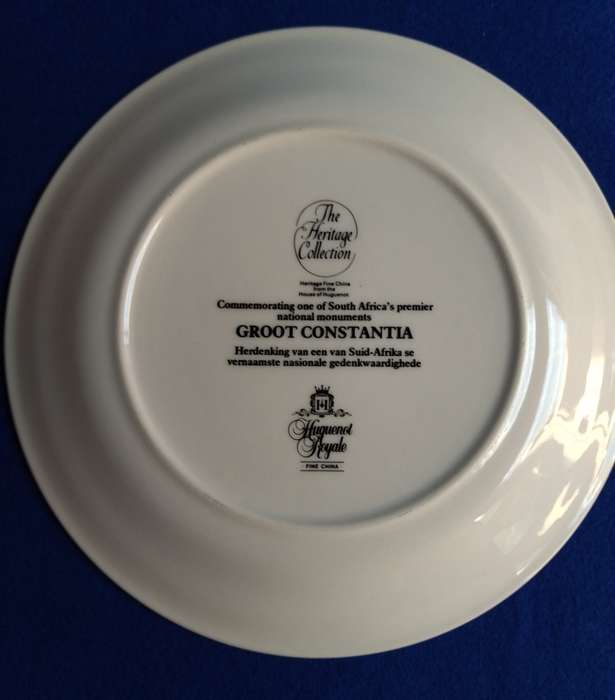 The
Heritage
Collection
Heritage Fine China
from the
House of Huguenot
Commemorating one of South Africa's premier
national monuments
GROOT CONSTANTIA
Herdenking van een van Suid-Afrika se
vernaamste nasionale gedenkwaardighede
Huguenot
Royale
FINE CHINA